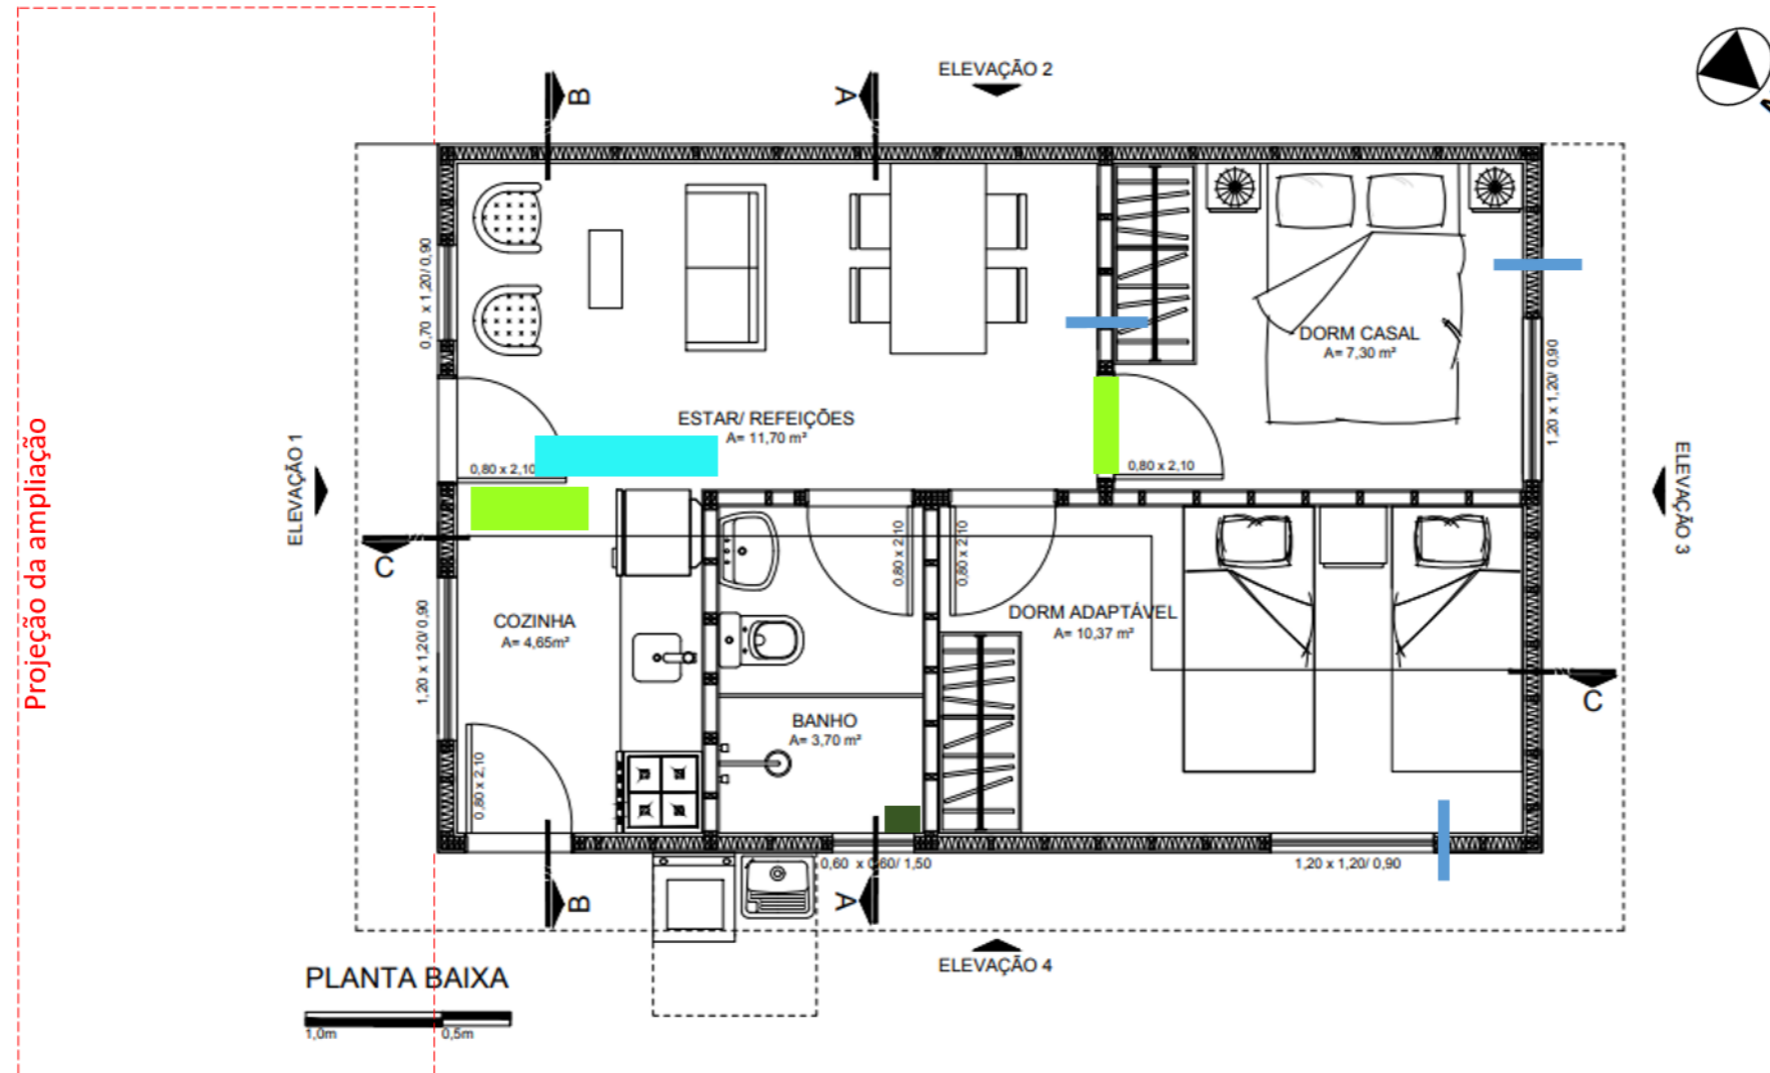 ELEVAÇÃO 2
B
A
N
0,70 x 1,20/ 0,90
DORM CASAL
A= 7,30 m²
1,20 x 1,20/ 0,90
ESTAR/ REFEIÇÕES
A= 11,70 m²
0,80 x 2,10
0,80 x 2,10
Projeção da ampliação
ELEVAÇÃO 1
ELEVAÇÃO 3
C
0,80 x 2,10
0,80 x 2,10
COZINHA
A= 4,65m²
1,20 x 1,20/ 0,90
DORM ADAPTÁVEL
A= 10,37 m²
C
BANHO
A= 3,70 m²
0,80 x 2,10
0,60 x 0,60/ 1,50
1,20 x 1,20/ 0,90
B
A
ELEVAÇÃO 4
PLANTA BAIXA
1,0m
0,5m